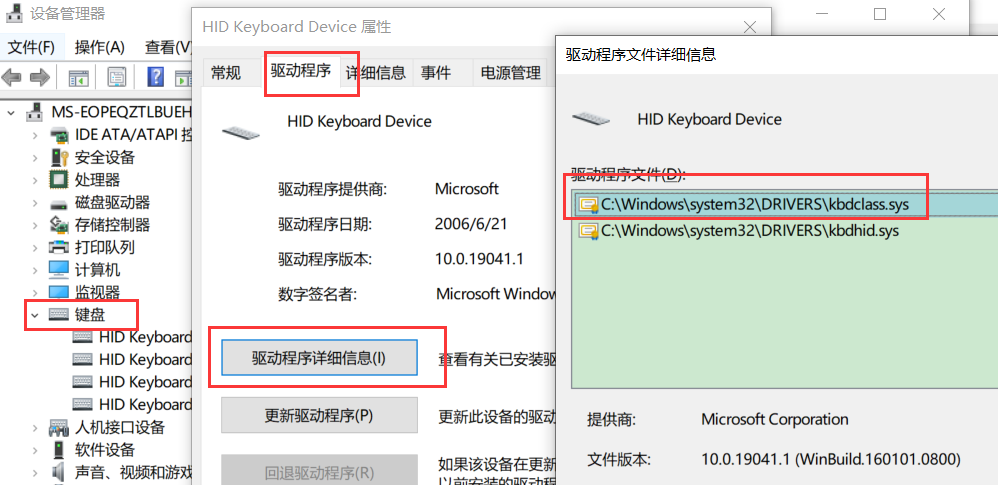 设备管理器
文件(F) 操作(A) 查看(V)
MS-EOPEQZTLBUEH
IDE ATA/ATAPI 控
安全设备
处理器
磁盘驱动器
存储控制器
打印队列
计算机
监视器
键盘
HID Keyboard
HID Keyboard
HID Keyboard
HID Keyboard
人机接口设备
软件设备
声音、视频和游戏
HID Keyboard Device 属性
常规 驱动程序 详细信息 事件 电源管理
HID Keyboard Device
驱动程序提供商: Microsoft
驱动程序日期: 2006/6/21
驱动程序版本: 10.0.19041.1
数字签名者: Microsoft Window
驱动程序详细信息(I) 查看有关已安装驱
更新驱动程序(P) 更新此设备的驱动
回退驱动程序(R) 如果该设备在更新
以前安装的驱动程
驱动程序文件详细信息
HID Keyboard Device
驱动程序文件(D):
C:\Windows\system32\DRIVERS\kbdclass.sys
C:\Windows\system32\DRIVERS\kbdhid.sys
提供商: Microsoft Corporation
文件版本: 10.0.19041.1 (WinBuild.160101.0800)